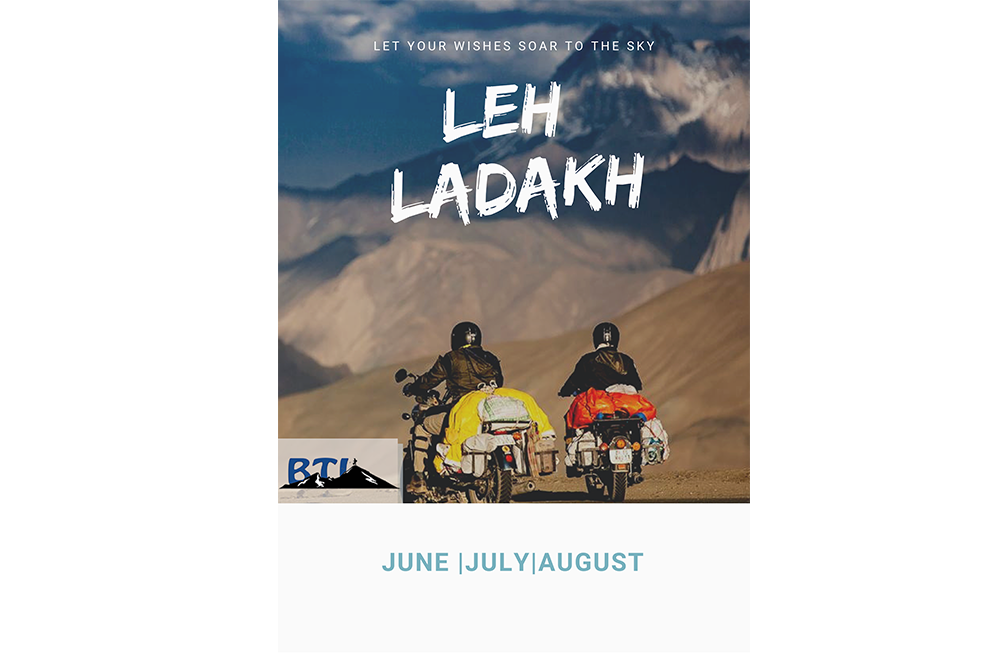 LET YOUR WISHES SOAR TO THE SKY
LEH
LADAKH
BTI
JUNE |JULY|AUGUST